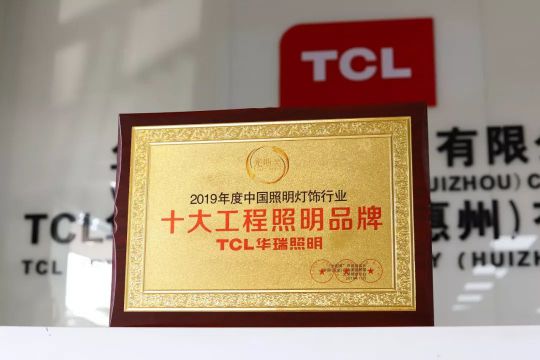 TCL
有限
HUIZHOU) C
TCL
惠州)有
TCL
Y (HUIZH
2019年度中国照明灯饰行业
十大工程照明品牌
TCL华瑞照明